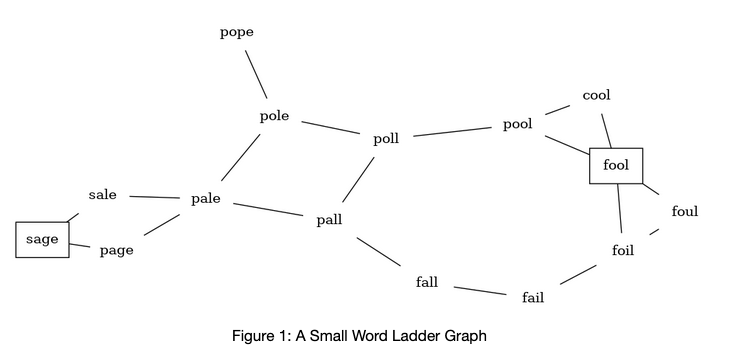 pope
cool
pole
pool
poll
fool
sale
pale
foul
pall
sage
page
foil
fall
fail
Figure 1: A Small Word Ladder Graph